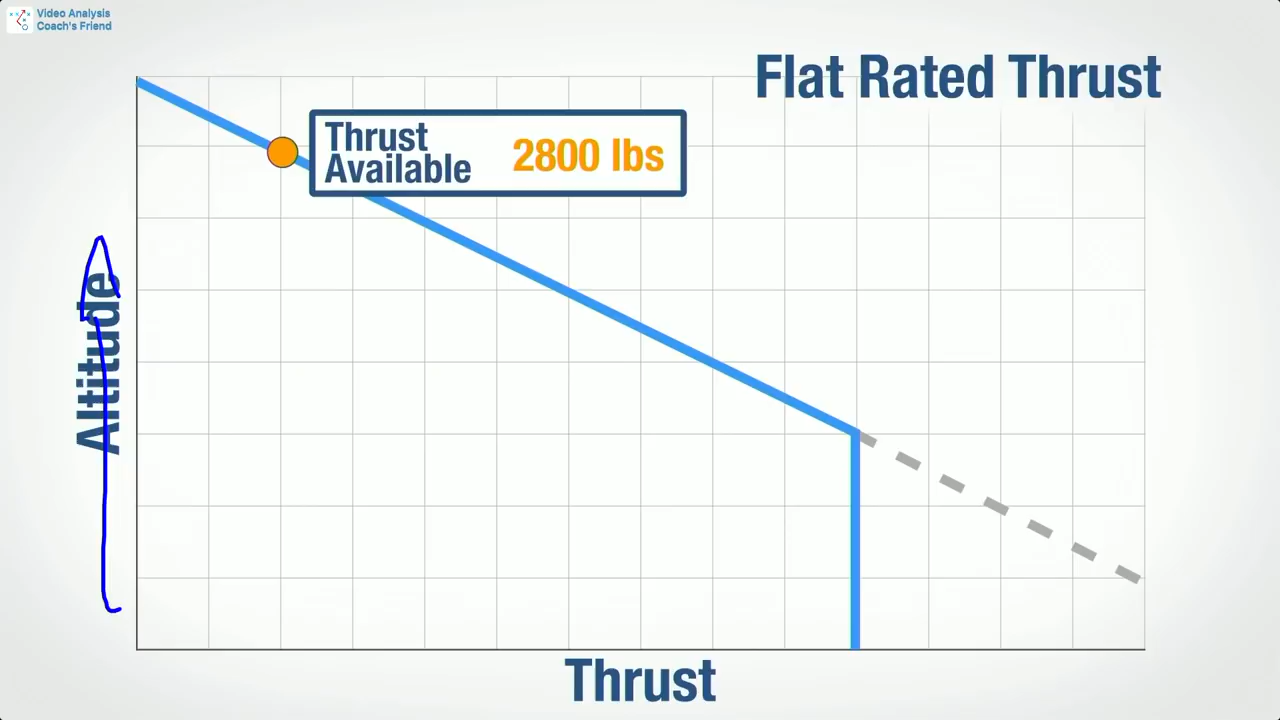 Video Analysis
Coach's Friend
Flat Rated Thrust
Thrust
Available
2800 lbs
Altitude
Thrust